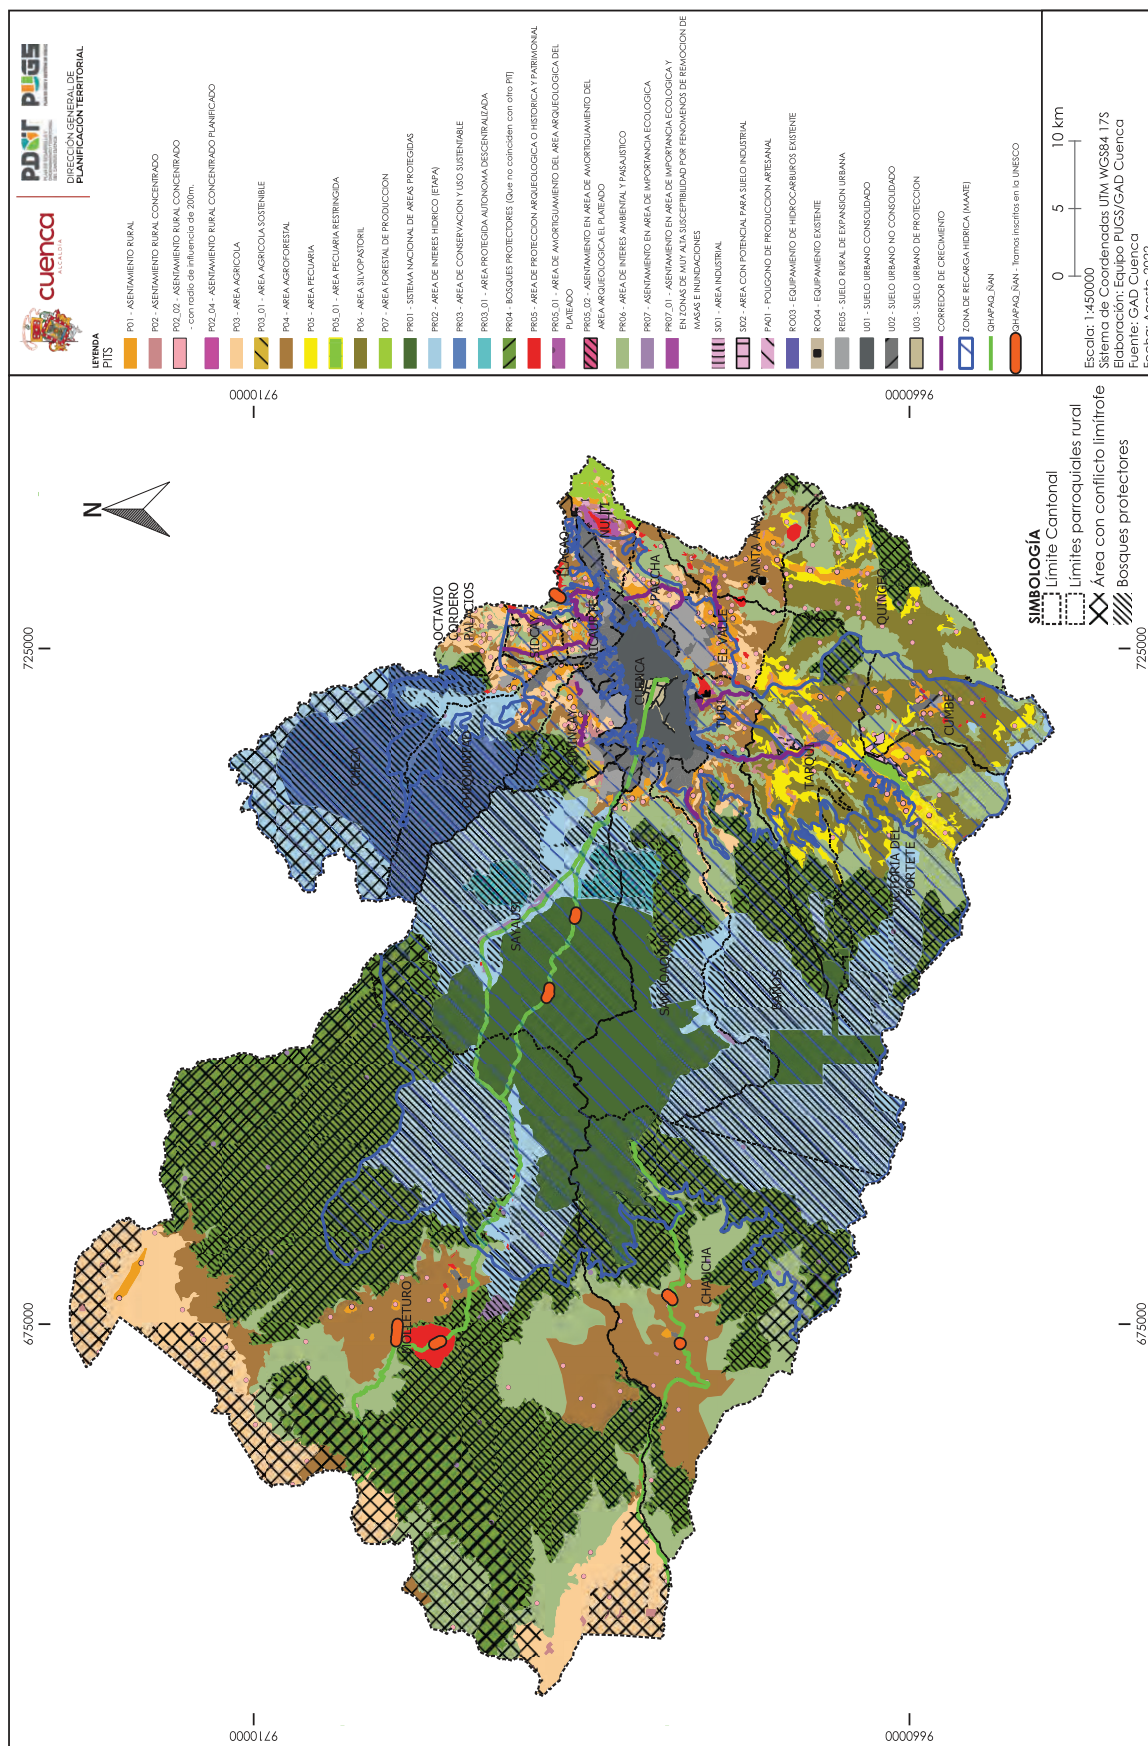 cuenca
ALCALDÍA
PDOT
PUGS
DIRECCIÓN GENERAL DE
PLANIFICACIÓN TERRITORIAL
LEYENDA
PITS
P01 - ASENTAMIENTO RURAL
P02 - ASENTAMIENTO RURAL CONCENTRADO
P02_02 - ASENTAMIENTO RURAL CONCENTRADO
- con radio de influencia de 200m.
P02_04 - ASENTAMIENTO RURAL CONCENTRADO PLANIFICADO
P03 - AREA AGRICOLA
P03_01 - AREA AGRICOLA SOSTENIBLE
P04 - AREA AGROFORESTAL
P05 - AREA PECUARIA
P05_01 - AREA PECUARIA RESTRINGIDA
P06 - AREA SILVOPASTORIL
P07 - AREA FORESTAL DE PRODUCCION
PR01 - SISTEMA NACIONAL DE AREAS PROTEGIDAS
PR02 - AREA DE INTERES HIDRICO (ETAPA)
PR03 - AREA DE CONSERVACION Y USO SUSTENTABLE
PR03_01 - AREA PROTEGIDA AUTONOMA DESCENTRALIZADA
PR04 - BOSQUES PROTECTORES (Que no coinciden con otro PIT)
PR05 - AREA DE PROTECCION ARQUEOLOGICA O HISTORICA Y PATRIMONIAL
PR05_01 - AREA DE AMORTIGUAMIENTO DEL AREA ARQUEOLOGICA DEL
PLATEADO
PR05_02 - ASENTAMIENTO EN AREA DE AMORTIGUAMIENTO DEL
AREA ARQUEOLOGICA EL PLATEADO
PR06 - AREA DE INTERES AMBIENTAL Y PAISAJISTICO
PR07 - ASENTAMIENTO EN AREA DE IMPORTANCIA ECOLOGICA
PR07_01 - ASENTAMIENTO EN AREA DE IMPORTANCIA ECOLOGICA Y
EN ZONAS DE MUY ALTA SUSCEPTIBILIDAD POR FENOMENOS DE REMOCION DE
MASAS E INUNDACIONES
SI01 - AREA INDUSTRIAL
SI02 - AREA CON POTENCIAL PARA SUELO INDUSTRIAL
PA01 - POLIGONO DE PRODUCCION ARTESANAL
RO03 - EQUIPAMIENTO DE HIDROCARBUROS EXISTENTE
RO04 - EQUIPAMIENTO EXISTENTE
RE05 - SUELO RURAL DE EXPANSION URBANA
U01 - SUELO URBANO CONSOLIDADO
U02 - SUELO URBANO NO CONSOLIDADO
U03 - SUELO URBANO DE PROTECCION
CORREDOR DE CRECIMIENTO
ZONA DE RECARGA HIDRICA (MAATE)
QHAPAQ_ÑAN
QHAPAQ_ÑAN - Tramos inscritos en la UNESCO
0 5 10 km
Escala: 1:450000
Sistema de Coordenadas UTM WGS84 17S
Elaboración: Equipo PUGS/GAD Cuenca
Fuente: GAD Cuenca
Fecha: Agosto 2022
N
675000
725000
675000
725000
9710000
9660000
9710000
9660000
OCTAVIO
CORDERO
PALACIOS
CHECA
CHIQUINTAD
SIDCAY
LLACAO
RICAURTE
NULTI
SININCAY
CUENCA
PACCHA
SAYAUSI
EL VALLE
SANTA ANA
TURI
SAN JOAQUIN
MOLLETURO
BAÑOS
TARQUI
QUINGEO
CHAUCHA
VICTORIA DEL
PORTETE
CUMBE
SIMBOLOGÍA
Límite Cantonal
Límites parroquiales rural
Área con conflicto limítrofe
Bosques protectores